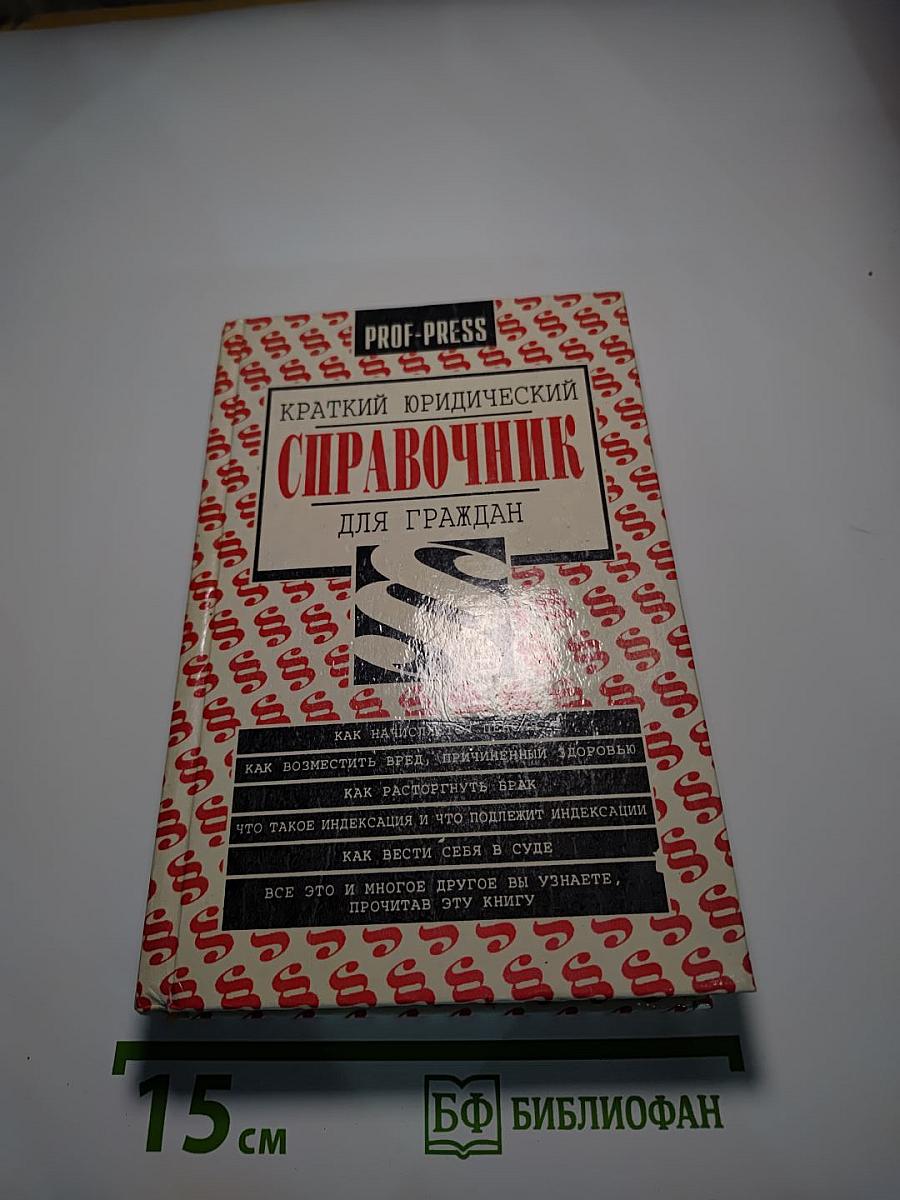 PROF-PRESS
КРАТКИЙ ЮРИДИЧЕСКИЙ
СПРАВОЧНИК
ДЛЯ ГРАЖДАН
КАК
КАК ВОЗМЕСТИТЬ ВРЕД, ПРИЧИНЕННЫЙ ЗДОРОВЬЮ
КАК РАСТОРГНУТЬ БРАК
ЧТО ТАКОЕ ИНДЕКСАЦИЯ И ЧТО ПОДЛЕЖИТ ИНДЕКСАЦИИ
КАК ВЕСТИ СЕБЯ В СУДЕ
ВСЕ ЭТО И МНОГОЕ ДРУГОЕ ВЫ УЗНАЕТЕ,
ПРОЧИТАВ ЭТУ КНИГУ
15 см
БФ БИБЛИОФАН